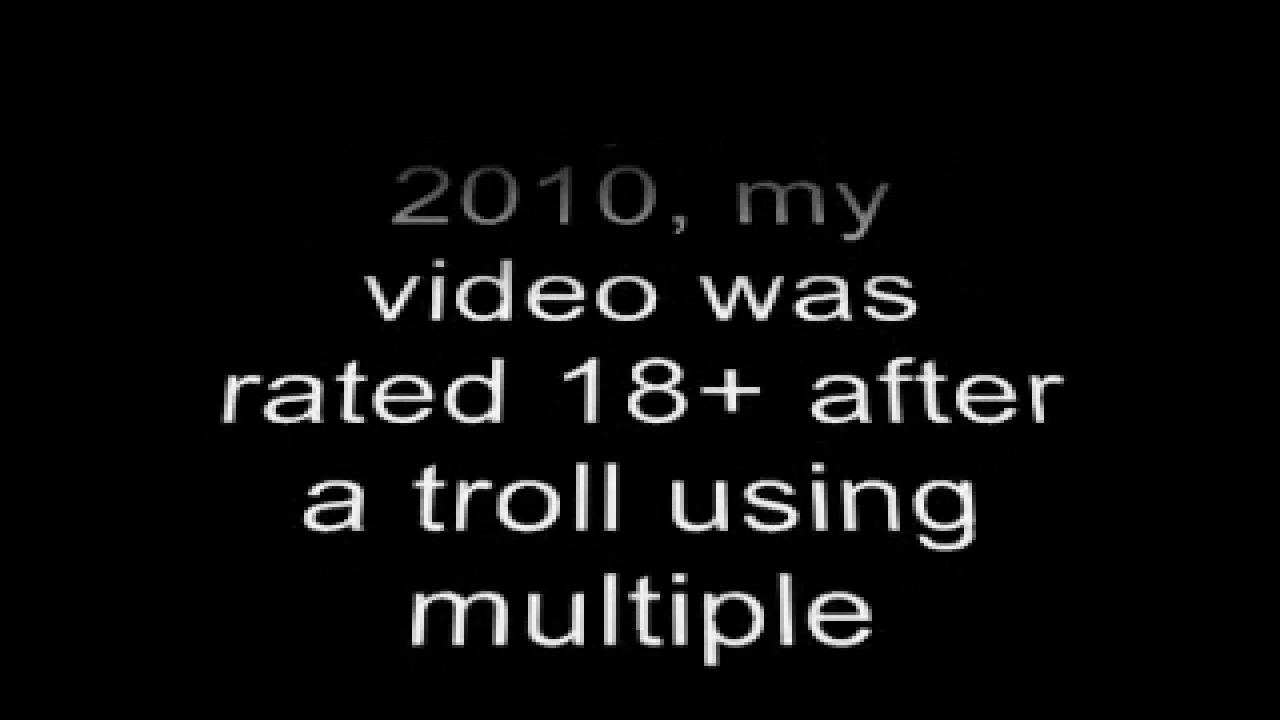 2010, my
video was
rated 18+ after
a troll using
multiple